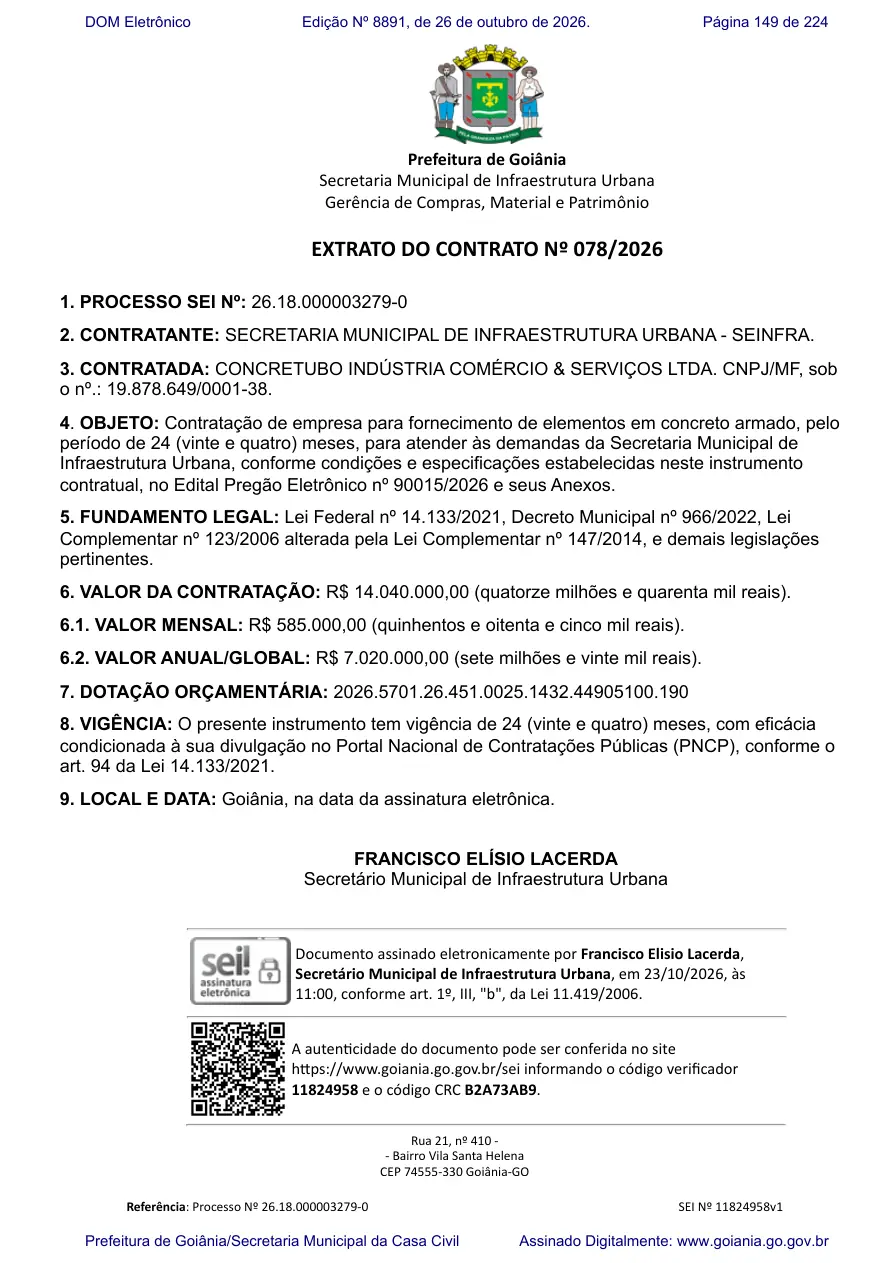 DOM Eletrônico Edição Nº 8891, de 26 de outubro de 2026. Página 149 de 224
PELA GRANDEZA DA PÁTRIA
Prefeitura de Goiânia
Secretaria Municipal de Infraestrutura Urbana
Gerência de Compras, Material e Patrimônio
EXTRATO DO CONTRATO Nº 078/2026
1. PROCESSO SEI Nº: 26.18.000003279-0
2. CONTRATANTE: SECRETARIA MUNICIPAL DE INFRAESTRUTURA URBANA - SEINFRA.
3. CONTRATADA: CONCRETUBO INDÚSTRIA COMÉRCIO & SERVIÇOS LTDA. CNPJ/MF, sob
o nº.: 19.878.649/0001-38.
4. OBJETO: Contratação de empresa para fornecimento de elementos em concreto armado, pelo
período de 24 (vinte e quatro) meses, para atender às demandas da Secretaria Municipal de
Infraestrutura Urbana, conforme condições e especificações estabelecidas neste instrumento
contratual, no Edital Pregão Eletrônico nº 90015/2026 e seus Anexos.
5. FUNDAMENTO LEGAL: Lei Federal nº 14.133/2021, Decreto Municipal nº 966/2022, Lei
Complementar nº 123/2006 alterada pela Lei Complementar nº 147/2014, e demais legislações
pertinentes.
6. VALOR DA CONTRATAÇÃO: R$ 14.040.000,00 (quatorze milhões e quarenta mil reais).
6.1. VALOR MENSAL: R$ 585.000,00 (quinhentos e oitenta e cinco mil reais).
6.2. VALOR ANUAL/GLOBAL: R$ 7.020.000,00 (sete milhões e vinte mil reais).
7. DOTAÇÃO ORÇAMENTÁRIA: 2026.5701.26.451.0025.1432.44905100.190
8. VIGÊNCIA: O presente instrumento tem vigência de 24 (vinte e quatro) meses, com eficácia
condicionada à sua divulgação no Portal Nacional de Contratações Públicas (PNCP), conforme o
art. 94 da Lei 14.133/2021.
9. LOCAL E DATA: Goiânia, na data da assinatura eletrônica.
FRANCISCO ELÍSIO LACERDA
Secretário Municipal de Infraestrutura Urbana
sei!
assinatura
eletrônica
Documento assinado eletronicamente por Francisco Elisio Lacerda,
Secretário Municipal de Infraestrutura Urbana, em 23/10/2026, às
11:00, conforme art. 1º, III, "b", da Lei 11.419/2006.
A autenticidade do documento pode ser conferida no site
https://www.goiania.go.gov.br/sei informando o código verificador
11824958 e o código CRC B2A73AB9.
Rua 21, nº 410 -
- Bairro Vila Santa Helena
CEP 74555-330 Goiânia-GO
Referência: Processo Nº 26.18.000003279-0 SEI Nº 11824958v1
Prefeitura de Goiânia/Secretaria Municipal da Casa Civil Assinado Digitalmente: www.goiania.go.gov.br